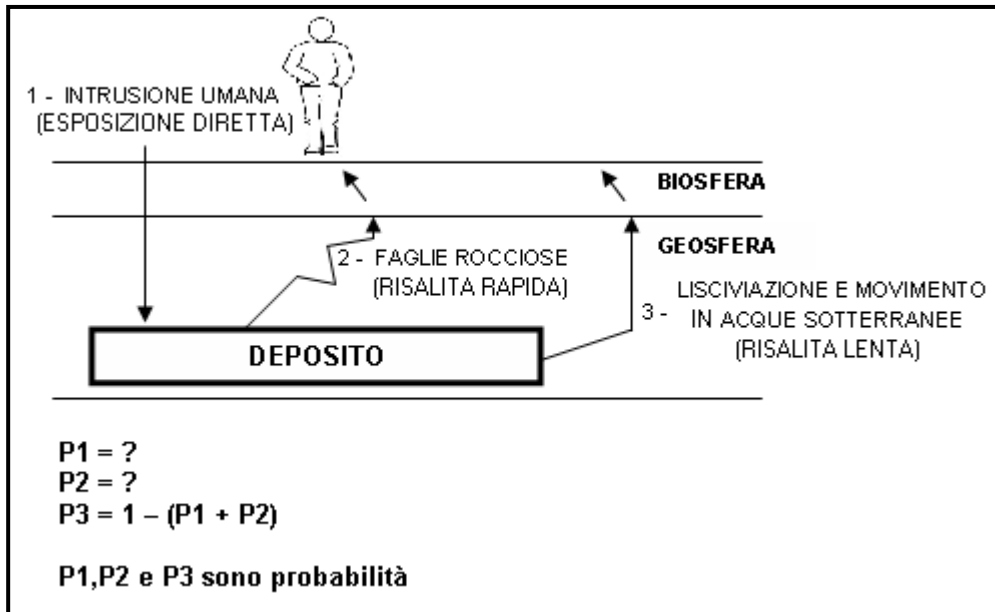 1 - INTRUSIONE UMANA
(ESPOSIZIONE DIRETTA)
BIOSFERA
GEOSFERA
2 - FAGLIE ROCCIOSE
(RISALITA RAPIDA)
LISCIVIAZIONE E MOVIMENTO
3 - IN ACQUE SOTTERRANEE
(RISALITA LENTA)
DEPOSITO
P1 = ?
P2 = ?
P3 = 1 – (P1 + P2)
P1,P2 e P3 sono probabilità